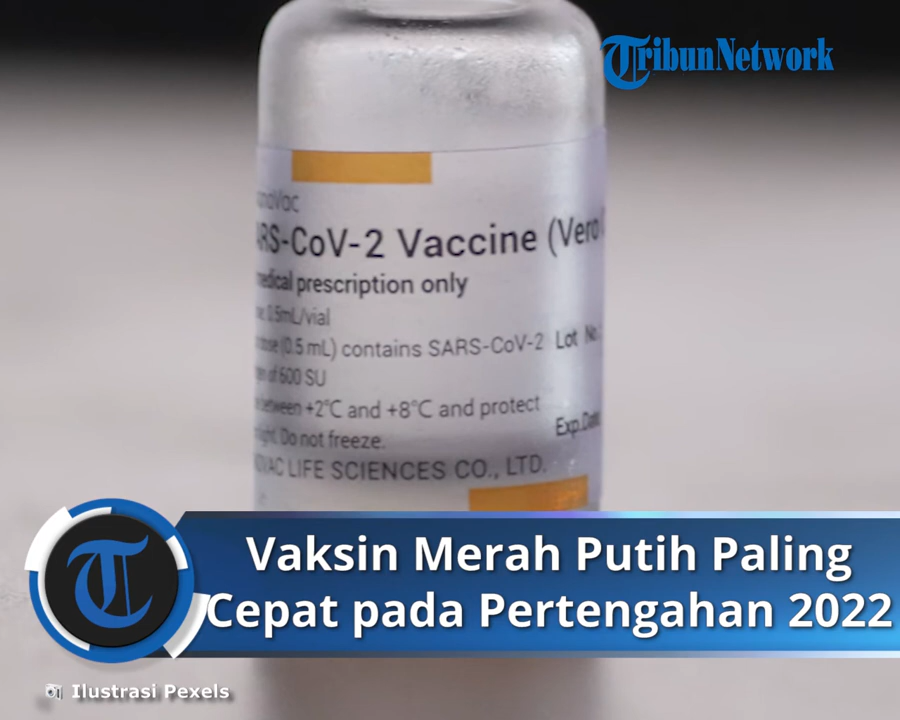 TribunNetwork
SARS-CoV-2 Vaccine (Vero
medical prescription only
0.5mL/vial
(0.5 mL) contains SARS-CoV-2 Lot No.
of 600 SU
between +2°C and +8°C and protect
Do not freeze. Exp.Date
LIFE SCIENCES CO., LTD.
Vaksin Merah Putih Paling
Cepat pada Pertengahan 2022
Ilustrasi Pexels